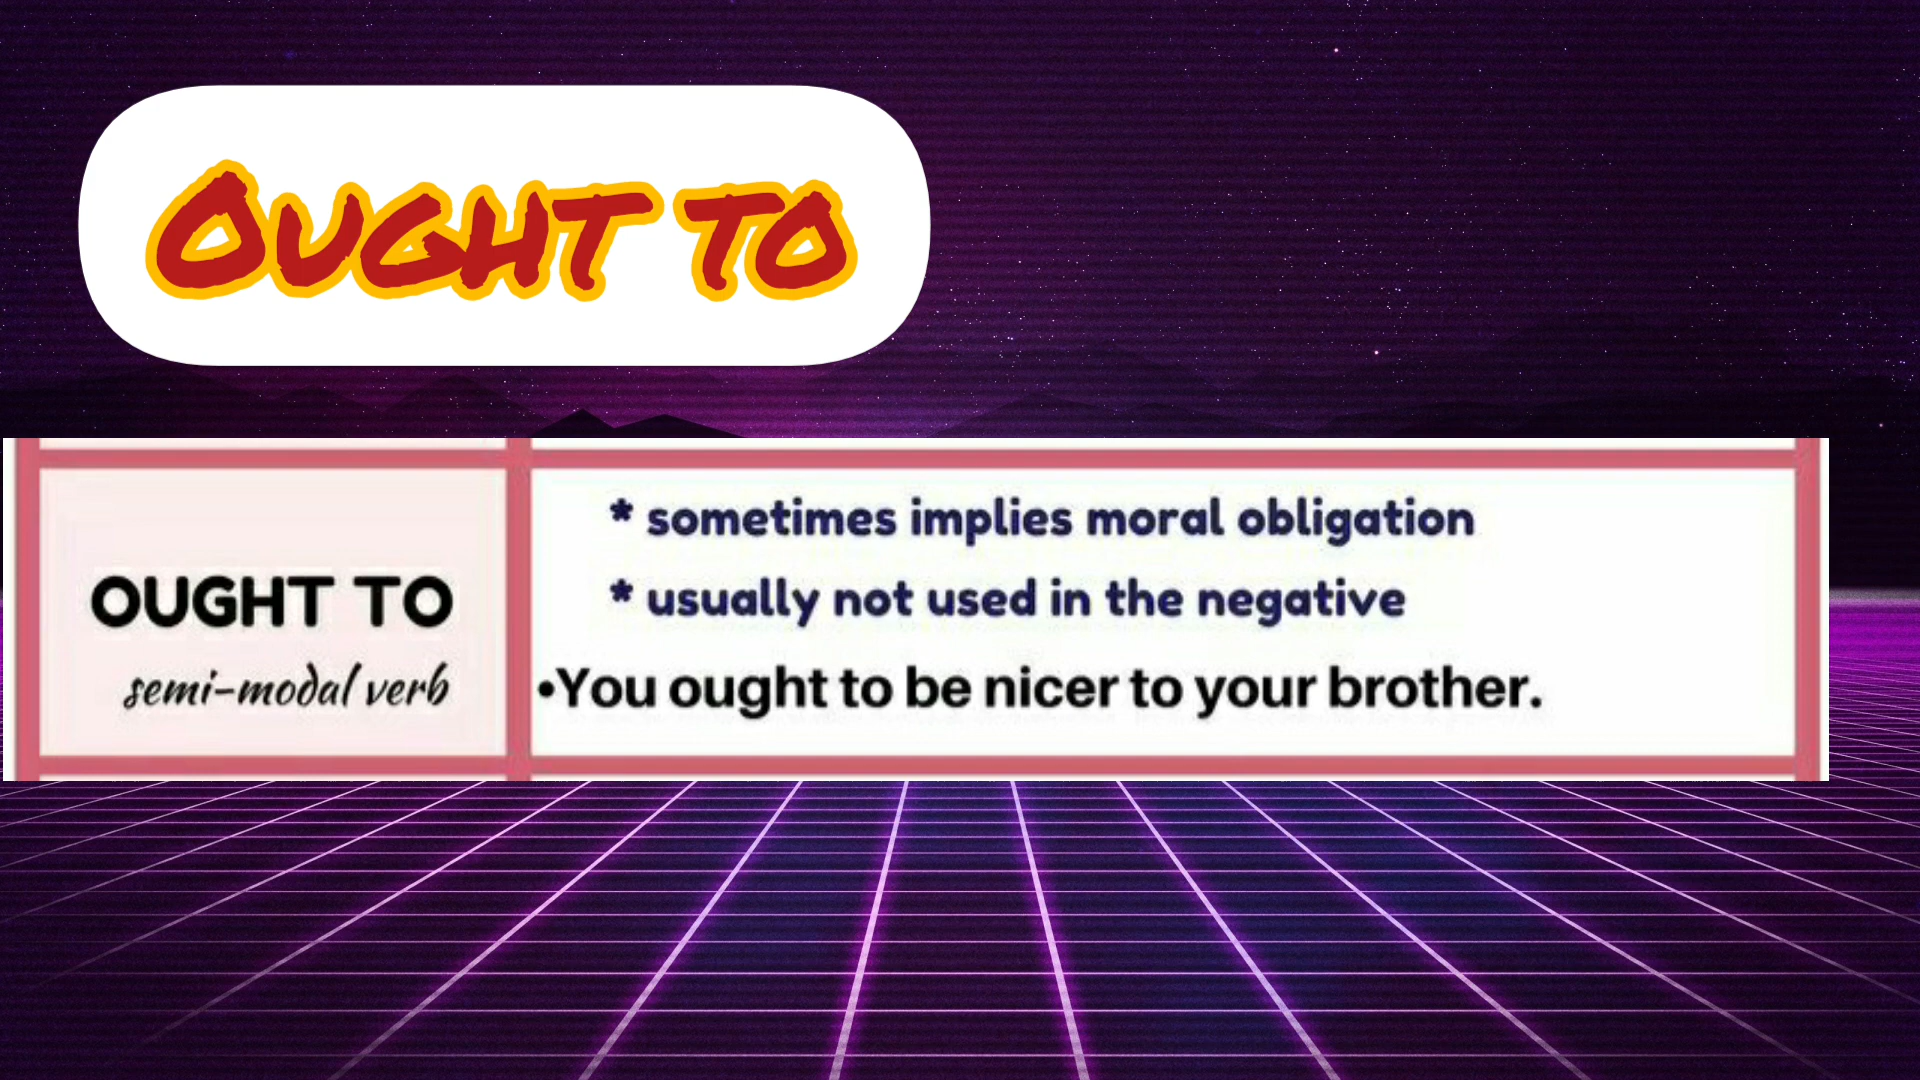 OUGHT TO
* sometimes implies moral obligation
* usually not used in the negative
OUGHT TO
semi-modal verb
•You ought to be nicer to your brother.